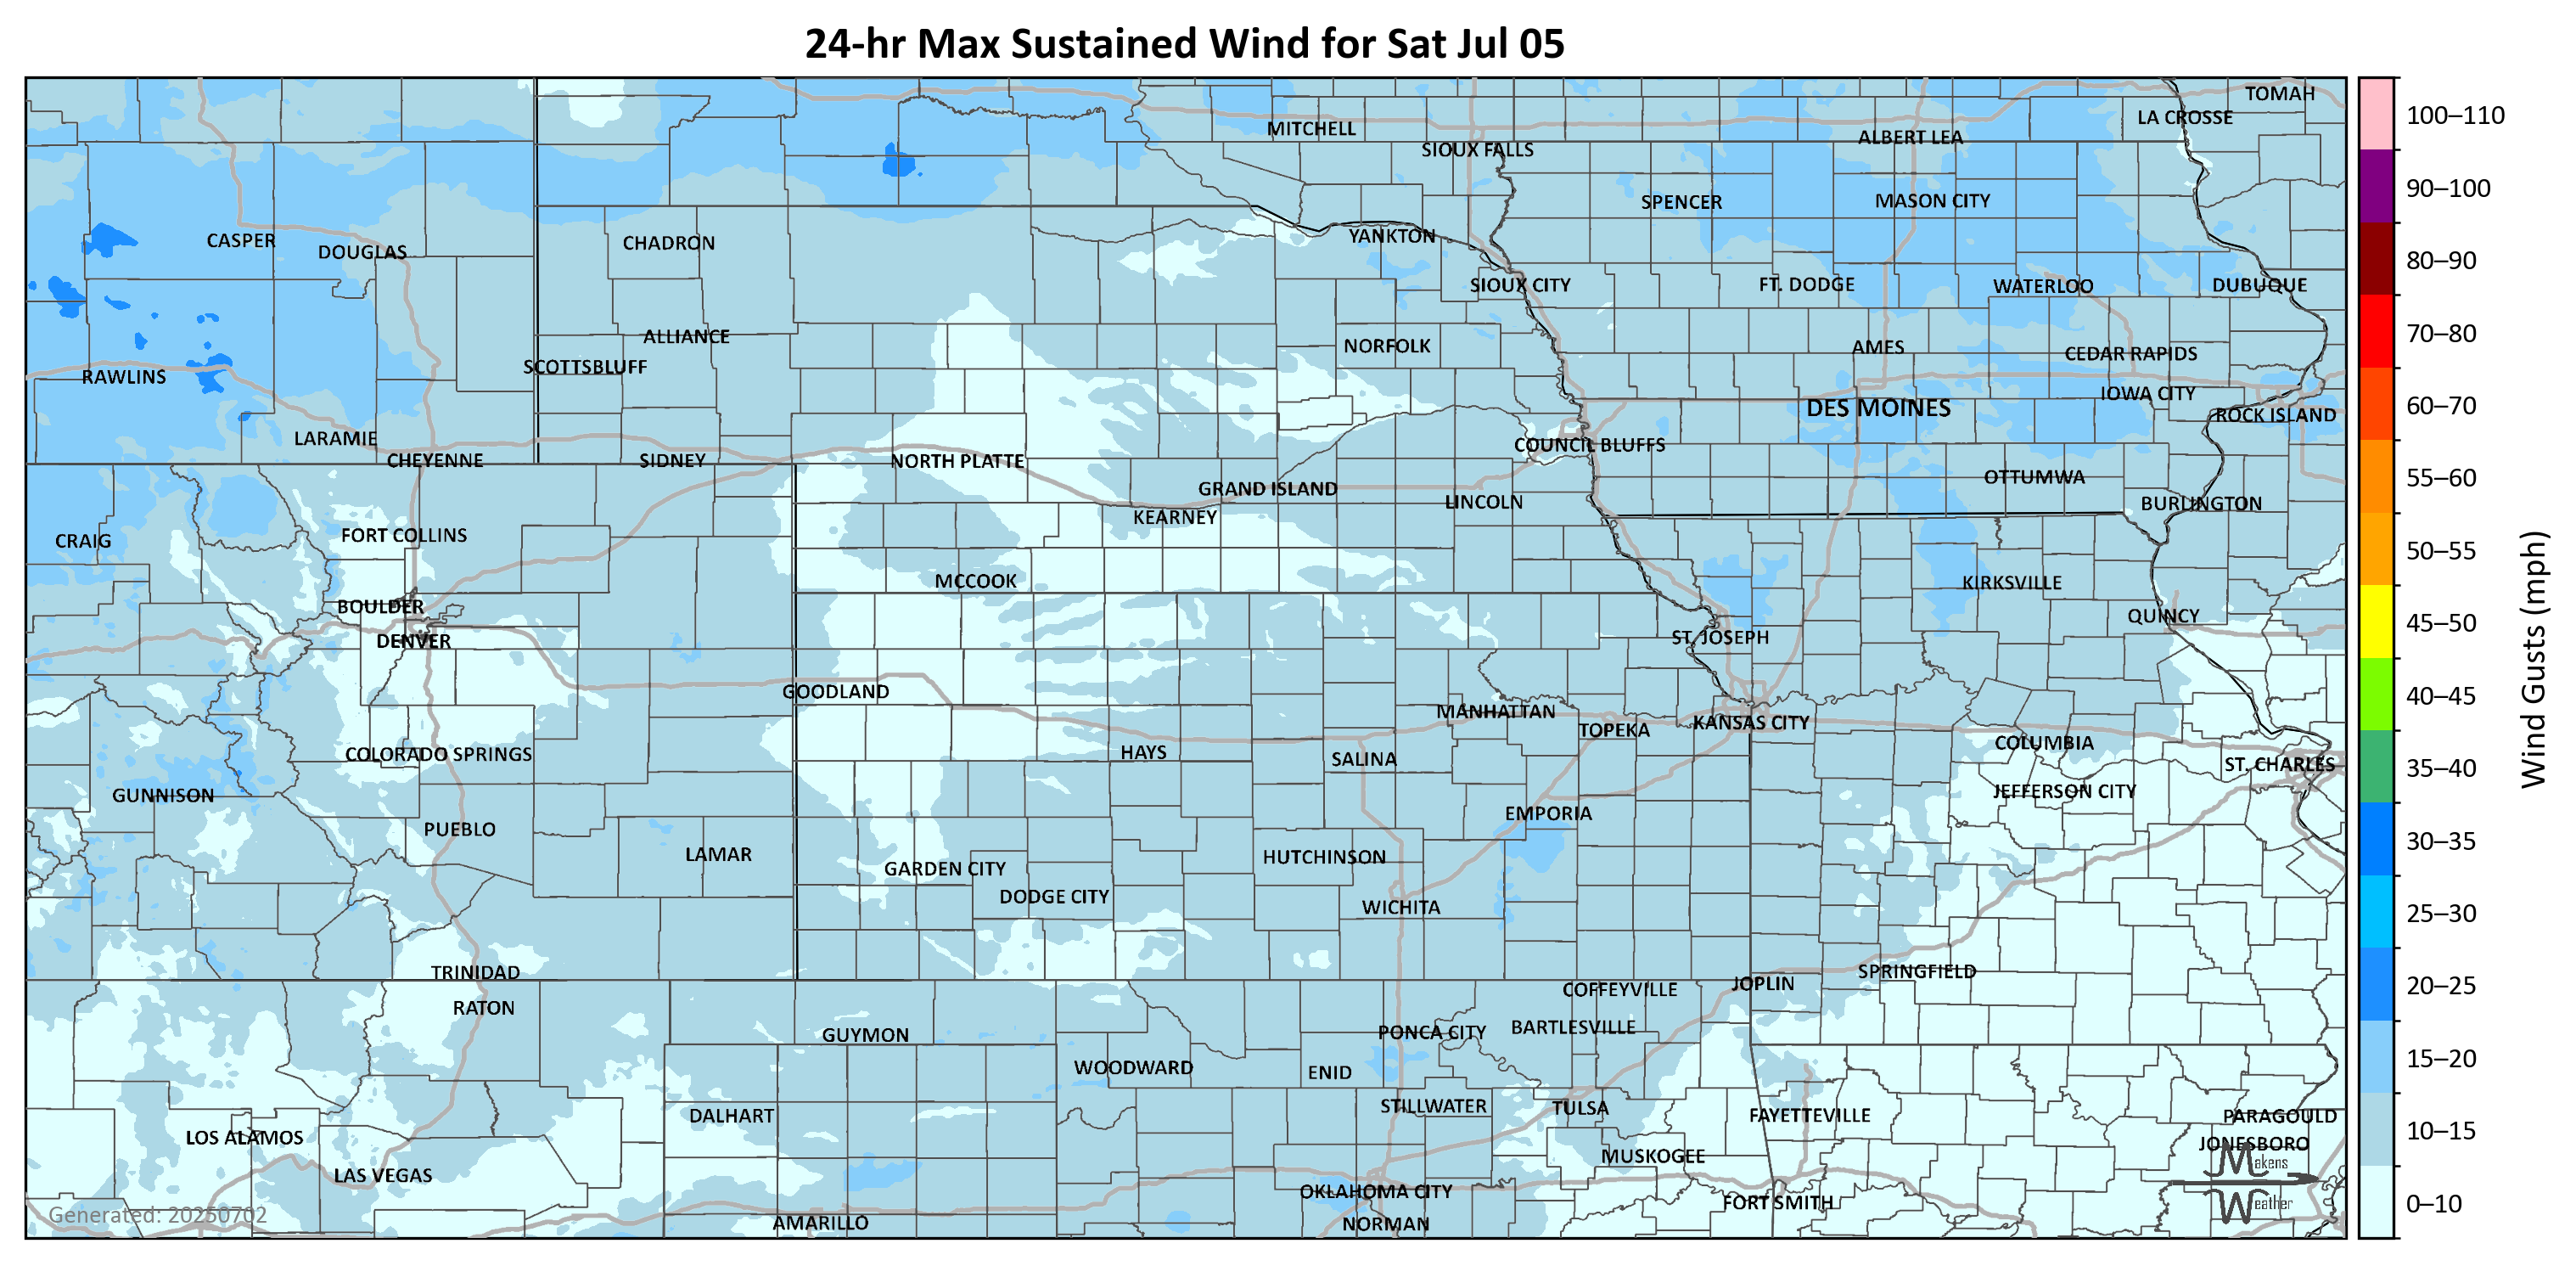 24-hr Max Sustained Wind for Sat Jul 05
TOMAH
LA CROSSE
MITCHELL
ALBERT LEA
SIOUX FALLS
SPENCER
MASON CITY
CASPER
DOUGLAS
CHADRON
YANKTON
SIOUX CITY
FT. DODGE
WATERLOO
DUBUQUE
ALLIANCE
NORFOLK
AMES
CEDAR RAPIDS
SCOTTSBLUFF
RAWLINS
IOWA CITY
DES MOINES
ROCK ISLAND
LARAMIE
COUNCIL BLUFFS
CHEYENNE
SIDNEY
NORTH PLATTE
OTTUMWA
GRAND ISLAND
LINCOLN
BURLINGTON
KEARNEY
CRAIG
FORT COLLINS
MCCOOK
KIRKSVILLE
BOULDER
QUINCY
DENVER
ST. JOSEPH
GOODLAND
MANHATTAN
TOPEKA
KANSAS CITY
COLUMBIA
COLORADO SPRINGS
HAYS
SALINA
ST. CHARLES
GUNNISON
JEFFERSON CITY
EMPORIA
PUEBLO
LAMAR
HUTCHINSON
GARDEN CITY
DODGE CITY
WICHITA
TRINIDAD
SPRINGFIELD
JOPLIN
COFFEYVILLE
RATON
GUYMON
PONCA CITY
BARTLESVILLE
WOODWARD
ENID
STILLWATER
TULSA
DALHART
FAYETTEVILLE
PARAGOULD
LOS ALAMOS
JONESBORO
MUSKOGEE
LAS VEGAS
OKLAHOMA CITY
FORT SMITH
AMARILLO
NORMAN
Generated: 20250702
Makens
Weather
100–110
90–100
80–90
70–80
60–70
55–60
50–55
45–50
40–45
35–40
30–35
25–30
20–25
15–20
10–15
0–10
Wind Gusts (mph)